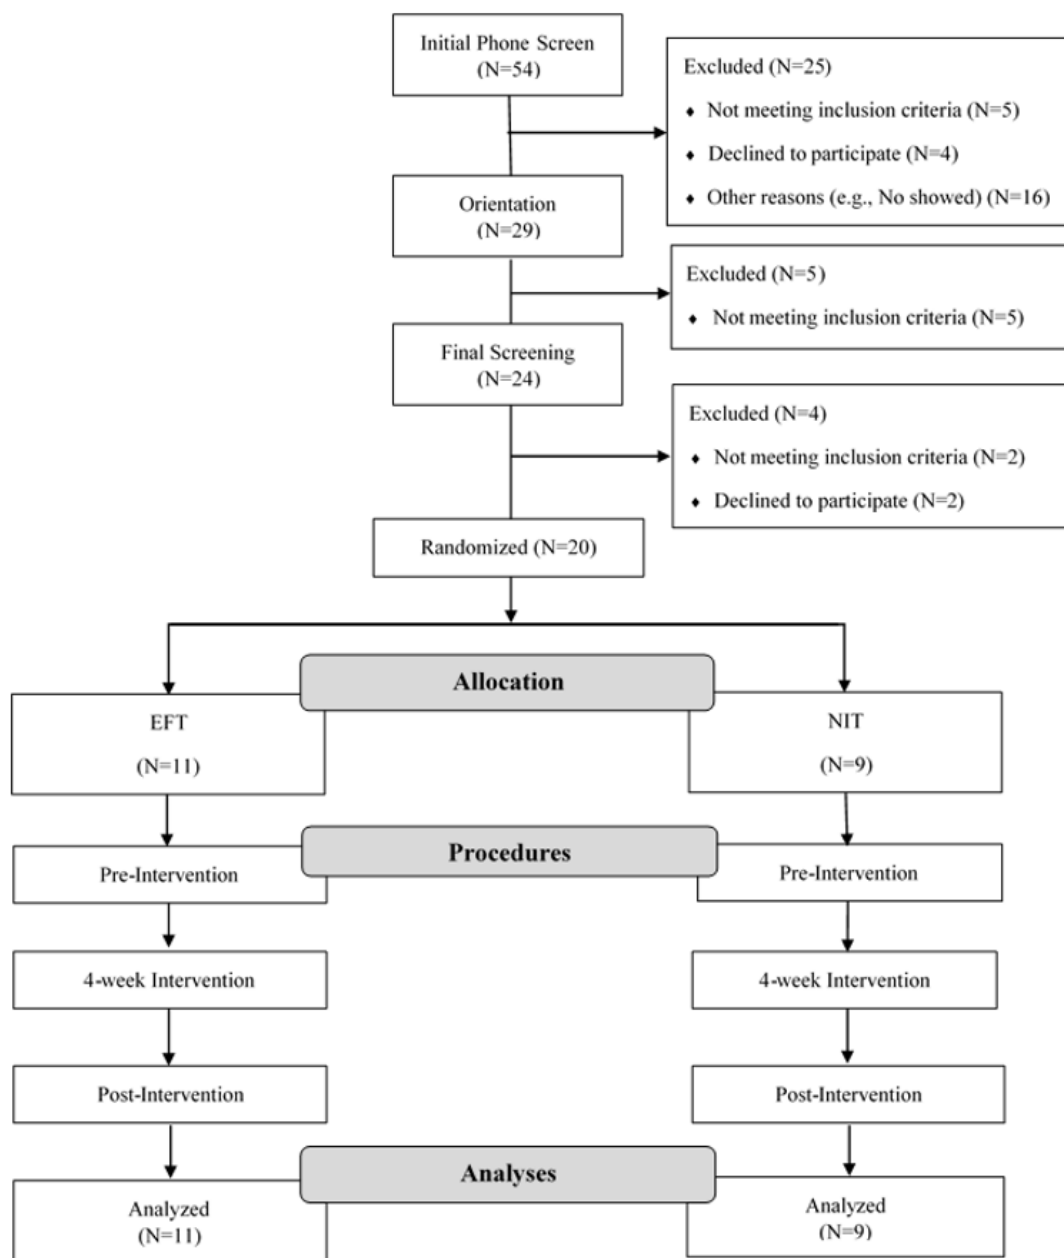 Initial Phone Screen
(N=54)
Excluded (N=25)
♦ Not meeting inclusion criteria (N=5)
♦ Declined to participate (N=4)
♦ Other reasons (e.g., No showed) (N=16)
Orientation
(N=29)
Excluded (N=5)
♦ Not meeting inclusion criteria (N=5)
Final Screening
(N=24)
Excluded (N=4)
♦ Not meeting inclusion criteria (N=2)
♦ Declined to participate (N=2)
Randomized (N=20)
Allocation
EFT
(N=11)
NIT
(N=9)
Procedures
Pre-Intervention
Pre-Intervention
4-week Intervention
4-week Intervention
Post-Intervention
Post-Intervention
Analyses
Analyzed
(N=11)
Analyzed
(N=9)